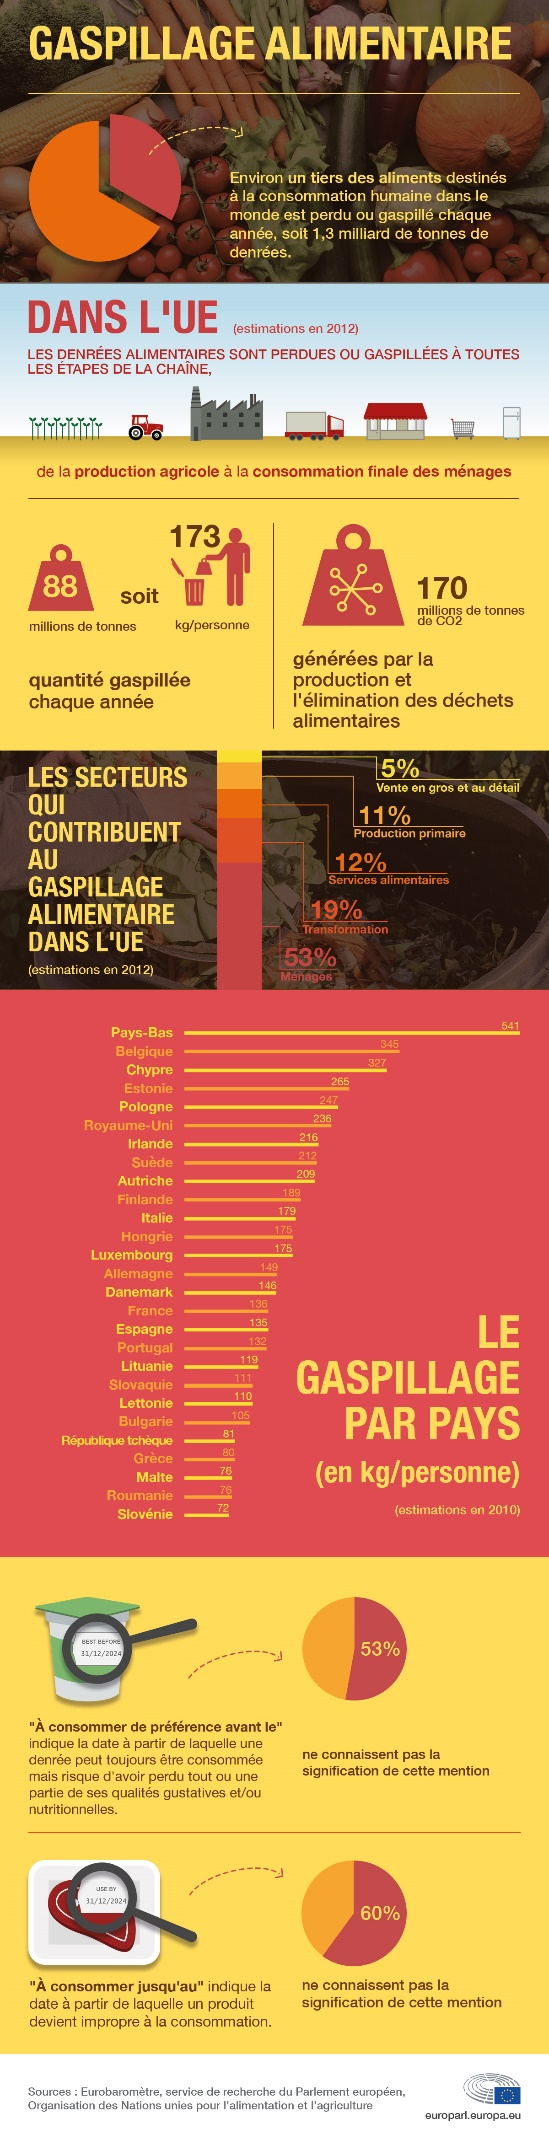 GASPILLAGE ALIMENTAIRE
Environ un tiers des aliments destinés
à la consommation humaine dans le
monde est perdu ou gaspillé chaque
année, soit 1,3 milliard de tonnes de
denrées.
DANS L'UE (estimations en 2012)
LES DENRÉES ALIMENTAIRES SONT PERDUES OU GASPILLÉES À TOUTES
LES ÉTAPES DE LA CHAÎNE,
de la production agricole à la consommation finale des ménages
88
millions de tonnes
soit
173
kg/personne
quantité gaspillée
chaque année
170
millions de tonnes
de CO2
générées par la
production et
l'élimination des déchets
alimentaires
LES SECTEURS
QUI
CONTRIBUENT
AU
GASPILLAGE
ALIMENTAIRE
DANS L'UE
(estimations en 2012)
5%
Vente en gros et au détail
11%
Production primaire
12%
Services alimentaires
19%
Transformation
53%
Ménages
Pays-Bas 541
Belgique 345
Chypre 327
Estonie 265
Pologne 247
Royaume-Uni 236
Irlande 216
Suède 212
Autriche 209
Finlande 189
Italie 179
Hongrie 175
Luxembourg 175
Allemagne 149
Danemark 146
France 136
Espagne 135
Portugal 132
Lituanie 119
Slovaquie 111
Lettonie 110
Bulgarie 105
République tchèque 81
Grèce 80
Malte 76
Roumanie 76
Slovénie 72
LE
GASPILLAGE
PAR PAYS
(en kg/personne)
(estimations en 2010)
BEST BEFORE
31/12/2024
"À consommer de préférence avant le"
indique la date à partir de laquelle une
denrée peut toujours être consommée
mais risque d'avoir perdu tout ou une
partie de ses qualités gustatives et/ou
nutritionnelles.
53%
ne connaissent pas la
signification de cette mention
USE BY
31/12/2024
"À consommer jusqu'au" indique la
date à partir de laquelle un produit
devient impropre à la consommation.
60%
ne connaissent pas la
signification de cette mention
Sources : Eurobaromètre, service de recherche du Parlement européen,
Organisation des Nations unies pour l'alimentation et l'agriculture
europarl.europa.eu